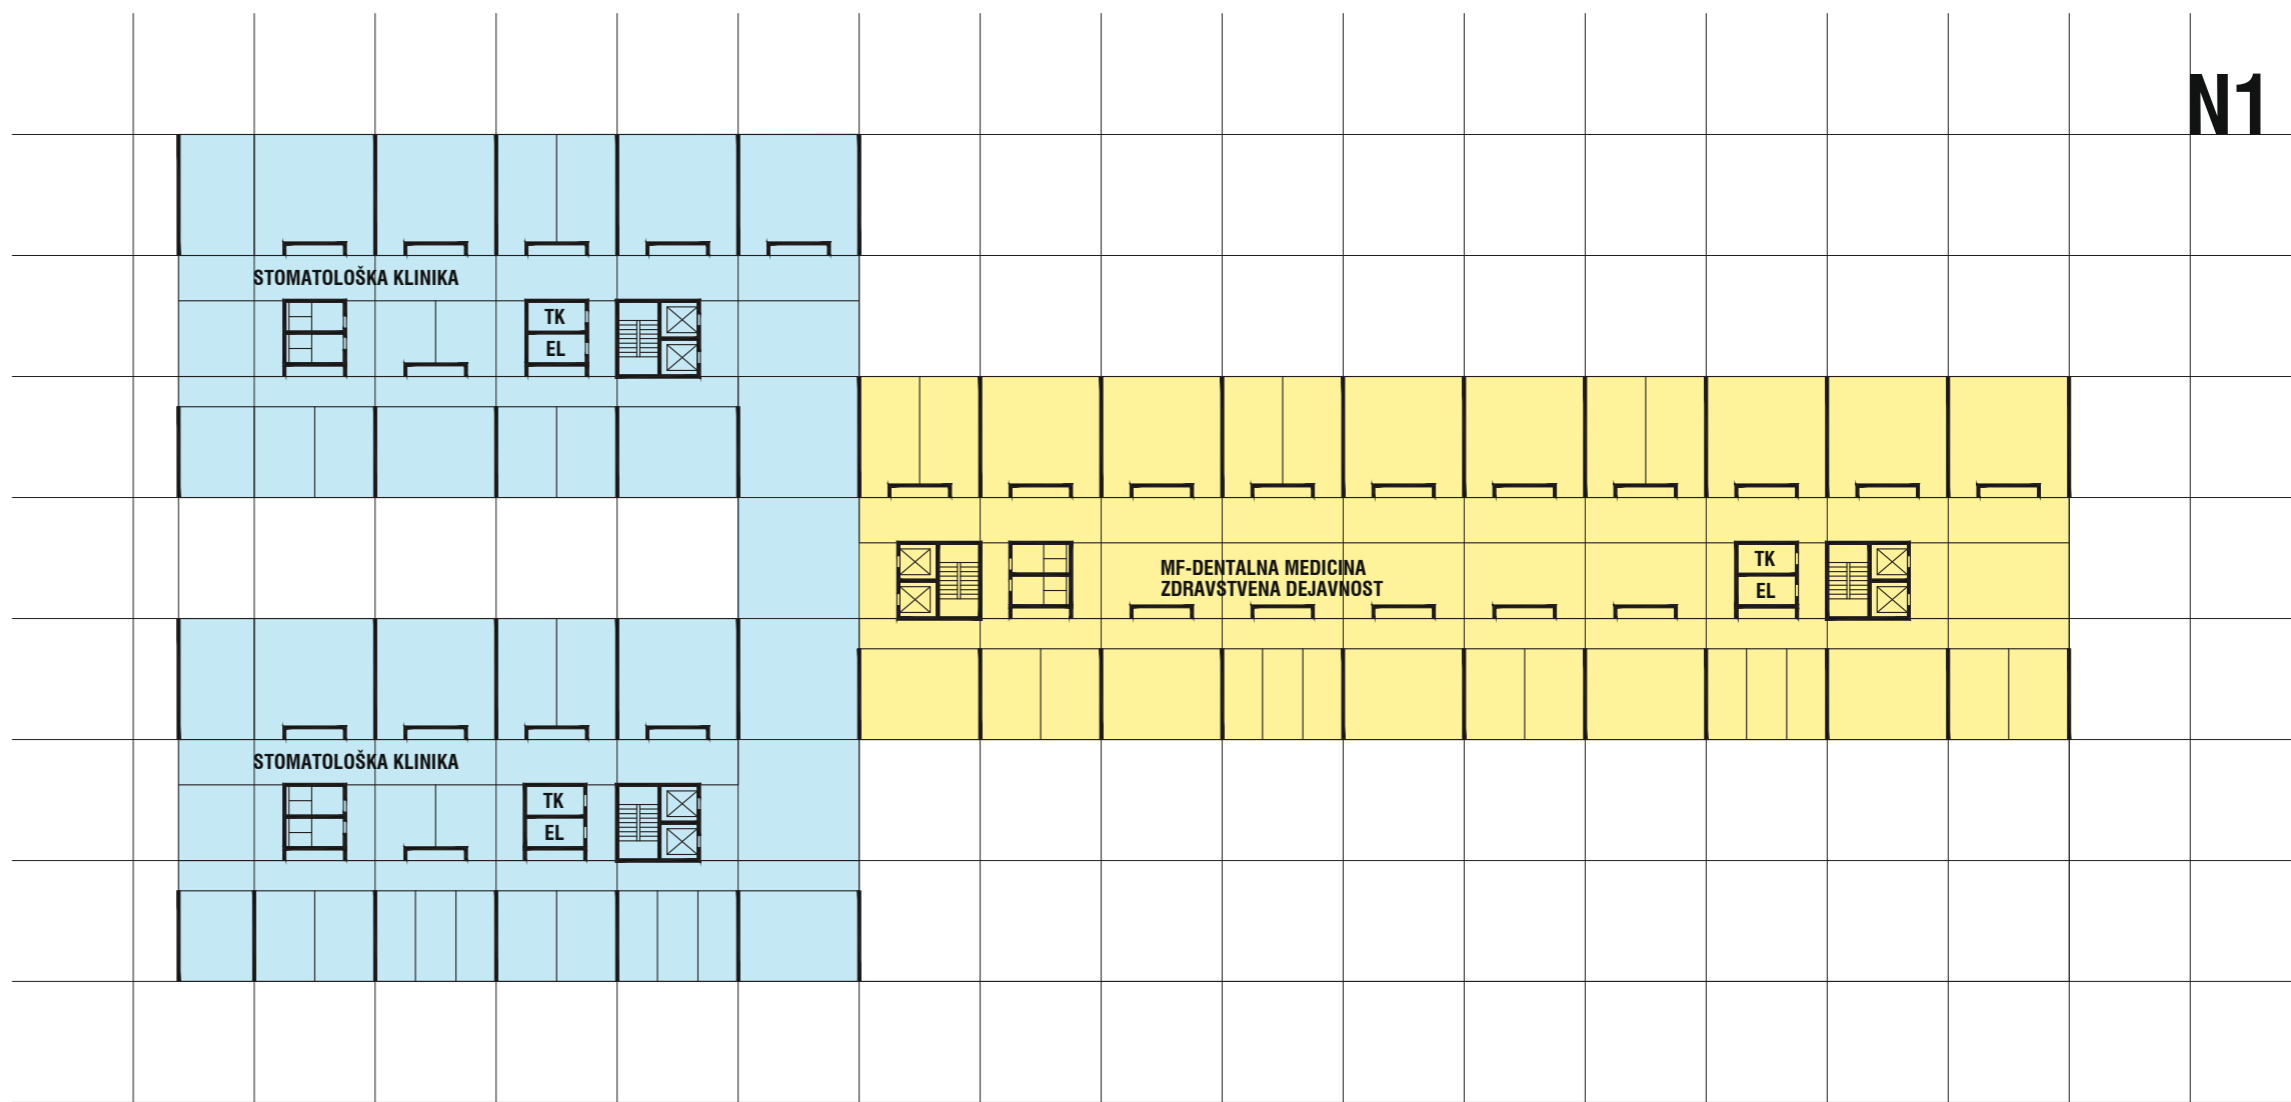 N1
STOMATOLOŠKA KLINIKA
TK
EL
MF-DENTALNA MEDICINA
ZDRAVSTVENA DEJAVNOST
TK
EL
STOMATOLOŠKA KLINIKA
TK
EL